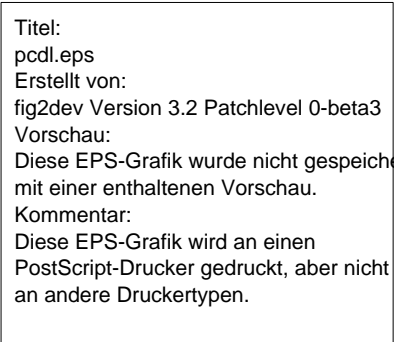 Titel:
pcdl.eps
Erstellt von:
fig2dev Version 3.2 Patchlevel 0-beta3
Vorschau:
Diese EPS-Grafik wurde nicht gespeiche
mit einer enthaltenen Vorschau.
Kommentar:
Diese EPS-Grafik wird an einen
PostScript-Drucker gedruckt, aber nicht
an andere Druckertypen.